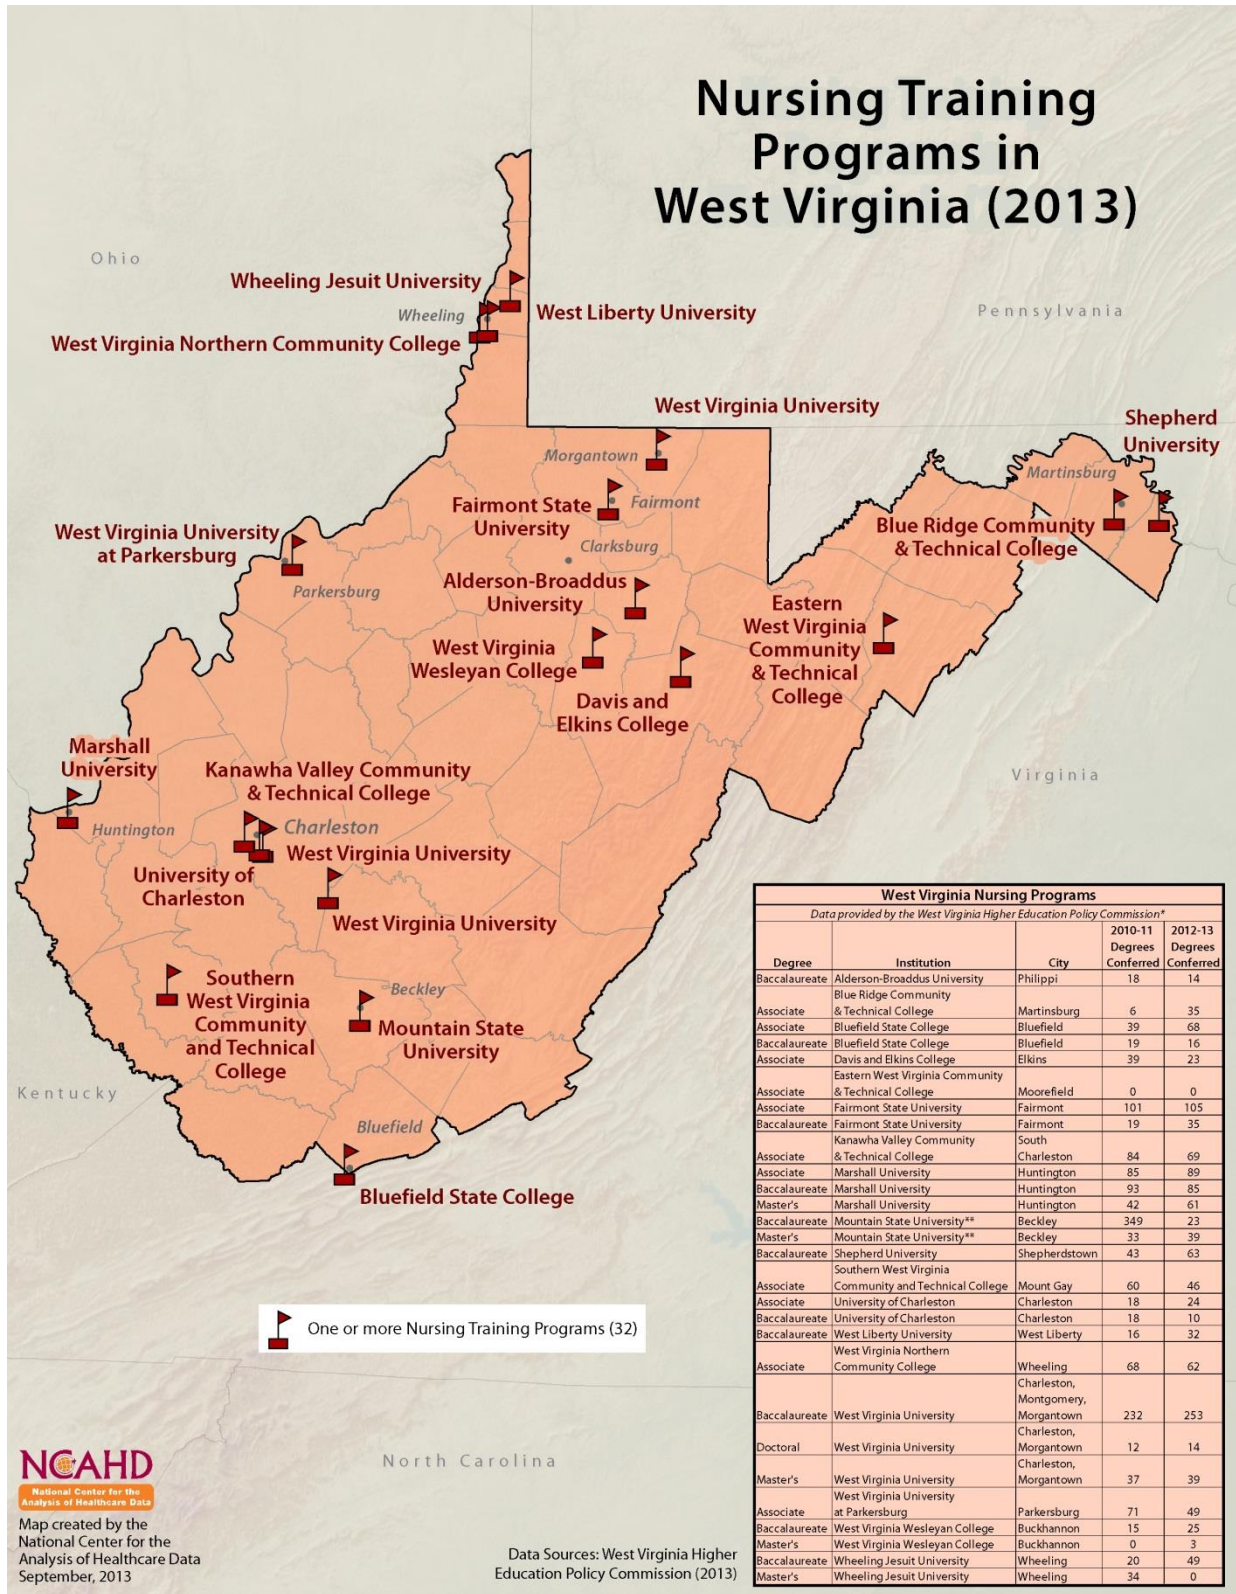 Nursing Training
Programs in
West Virginia (2013)
Ohio
Pennsylvania
Wheeling Jesuit University
Wheeling
West Liberty University
West Virginia Northern Community College
West Virginia University
Shepherd
University
Morgantown
Martinsburg
Fairmont State
University
Fairmont
Blue Ridge Community
& Technical College
West Virginia University
at Parkersburg
Clarksburg
Parkersburg
Alderson-Broaddus
University
Eastern
West Virginia
Community
& Technical
College
West Virginia
Wesleyan College
Davis and
Elkins College
Marshall
University
Kanawha Valley Community
& Technical College
Virginia
Huntington
Charleston
West Virginia University
University of
Charleston
West Virginia University
Southern
West Virginia
Community
and Technical
College
Beckley
Mountain State
University
Kentucky
Bluefield
Bluefield State College
One or more Nursing Training Programs (32)
North Carolina
West Virginia Nursing Programs
Data provided by the West Virginia Higher Education Policy Commission*
2010-11 2012-13
Degrees Degrees
Degree Institution City Conferred Conferred
Baccalaureate Alderson-Broaddus University Philippi 18 14
Blue Ridge Community
Associate & Technical College Martinsburg 6 35
Associate Bluefield State College Bluefield 39 68
Baccalaureate Bluefield State College Bluefield 19 16
Associate Davis and Elkins College Elkins 39 23
Eastern West Virginia Community
Associate & Technical College Moorefield 0 0
Associate Fairmont State University Fairmont 101 105
Baccalaureate Fairmont State University Fairmont 19 35
Kanawha Valley Community South
Associate & Technical College Charleston 84 69
Associate Marshall University Huntington 85 89
Baccalaureate Marshall University Huntington 93 85
Master's Marshall University Huntington 42 61
Baccalaureate Mountain State University** Beckley 349 23
Master's Mountain State University** Beckley 33 39
Baccalaureate Shepherd University Shepherdstown 43 63
Southern West Virginia
Associate Community and Technical College Mount Gay 60 46
Associate University of Charleston Charleston 18 24
Baccalaureate University of Charleston Charleston 18 10
Baccalaureate West Liberty University West Liberty 16 32
West Virginia Northern
Associate Community College Wheeling 68 62
Charleston,
Montgomery,
Baccalaureate West Virginia University Morgantown 232 253
Charleston,
Doctoral West Virginia University Morgantown 12 14
Charleston,
Master's West Virginia University Morgantown 37 39
West Virginia University
Associate at Parkersburg Parkersburg 71 49
Baccalaureate West Virginia Wesleyan College Buckhannon 15 25
Master's West Virginia Wesleyan College Buckhannon 0 3
Baccalaureate Wheeling Jesuit University Wheeling 20 49
Master's Wheeling Jesuit University Wheeling 34 0
NCAHD
National Center for the
Analysis of Healthcare Data
Map created by the
National Center for the
Analysis of Healthcare Data
September, 2013
Data Sources: West Virginia Higher
Education Policy Commission (2013)